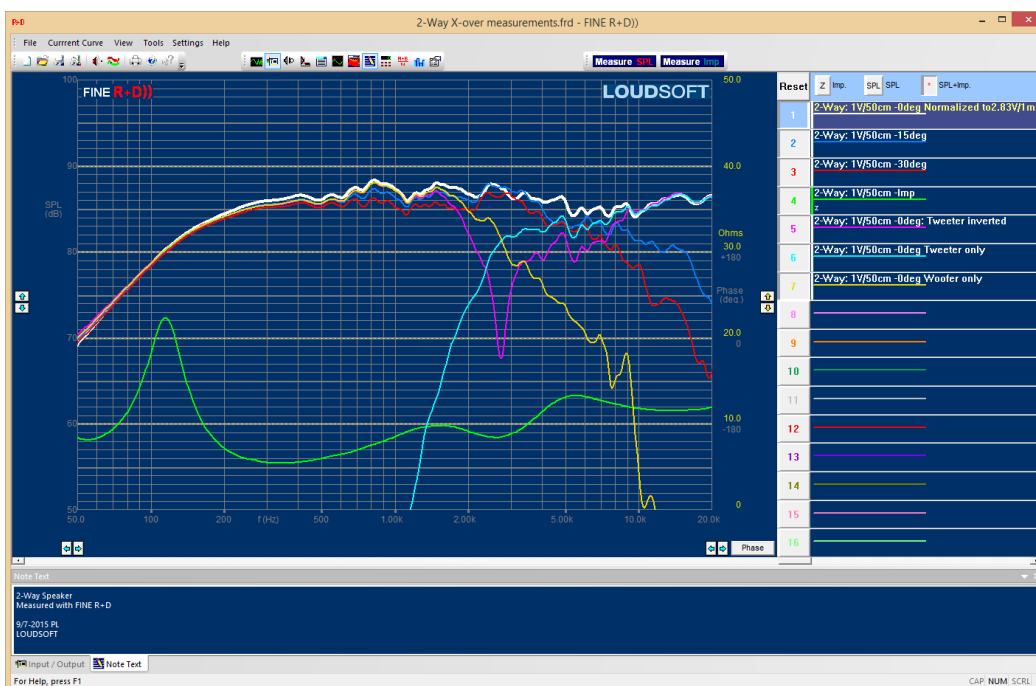 R+D
2-Way X-over measurements.frd - FINE R+D))
File Currrent Curve View Tools Settings Help
Measure SPL Measure Imp
100
FINE R+D))
LOUDSOFT
50.0
Reset
Z Imp.
SPL SPL
* SPL+Imp.
1 2-Way: 1V/50cm -0deg Normalized to2.83V/1m
2 2-Way: 1V/50cm -15deg
3 2-Way: 1V/50cm -30deg
4 2-Way: 1V/50cm -Imp
z
5 2-Way: 1V/50cm -0deg: Tweeter inverted
6 2-Way: 1V/50cm -0deg Tweeter only
7 2-Way: 1V/50cm -0deg Woofer only
8
9
10
11
12
13
14
15
16
90
40.0
SPL
(dB)
Ohms
80
30.0
+180
Phase
(deg.)
70
20.0
0
60
10.0
-180
50
0
50.0 100 200 f(Hz) 500 1.00k 2.00k 5.00k 10.0k 20.0k
Phase
Note Text
2-Way Speaker
Measured with FINE R+D
9/7-2015 PL
LOUDSOFT
Input / Output Note Text
For Help, press F1
CAP NUM SCRL